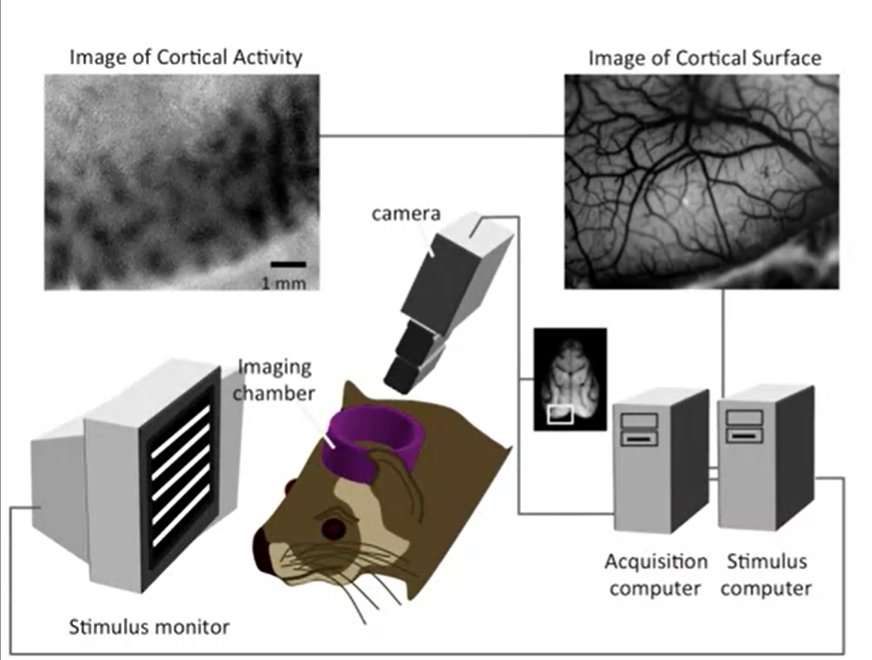 Image of Cortical Activity
Image of Cortical Surface
camera
1 mm
Imaging
chamber
Acquisition
computer
Stimulus
computer
Stimulus monitor